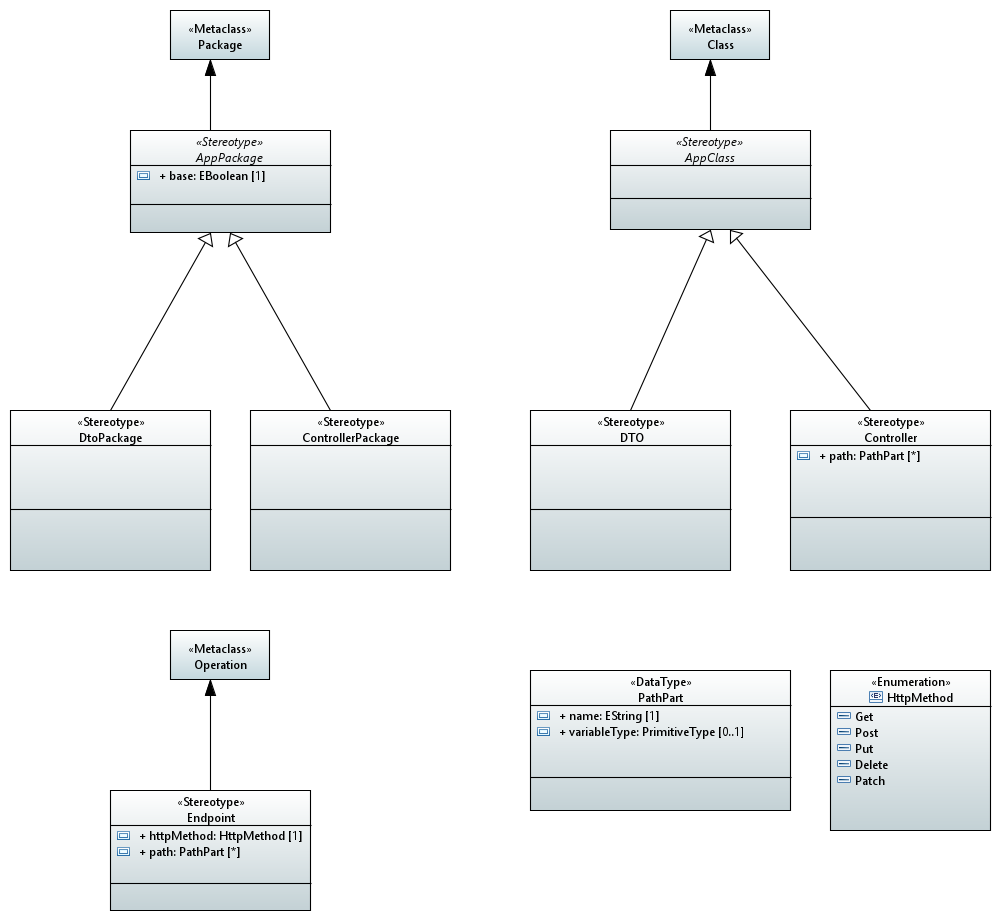 «Metaclass»
Package
«Metaclass»
Class
«Stereotype»
AppPackage
+ base: EBoolean [1]
«Stereotype»
AppClass
«Stereotype»
DtoPackage
«Stereotype»
ControllerPackage
«Stereotype»
DTO
«Stereotype»
Controller
+ path: PathPart [*]
«Metaclass»
Operation
«Stereotype»
Endpoint
+ httpMethod: HttpMethod [1]
+ path: PathPart [*]
«DataType»
PathPart
+ name: EString [1]
+ variableType: PrimitiveType [0..1]
«Enumeration»
HttpMethod
Get
Post
Put
Delete
Patch